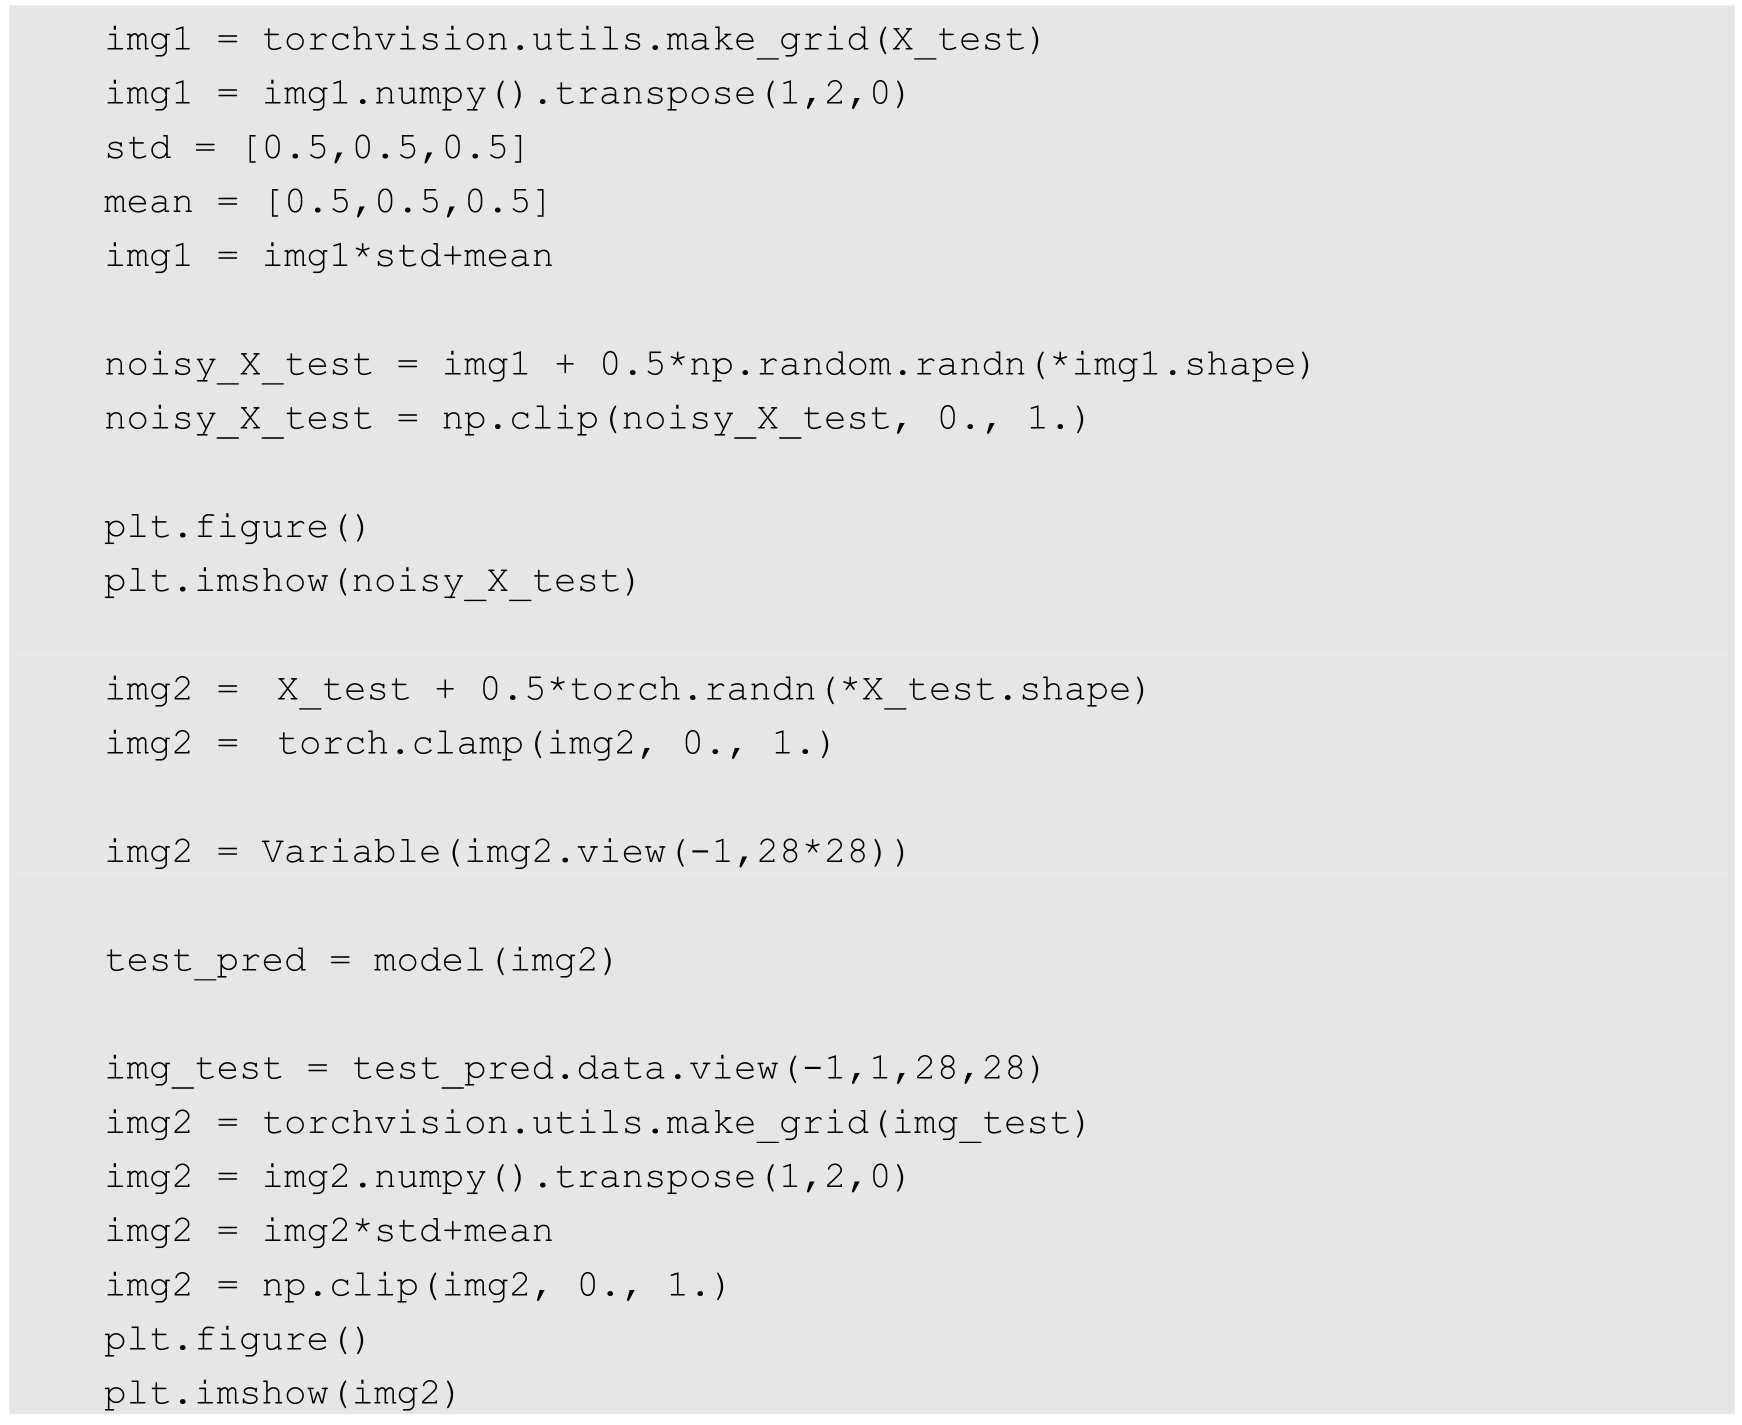 img1 = torchvision.utils.make_grid(X_test)
img1 = img1.numpy().transpose(1,2,0)
std = [0.5,0.5,0.5]
mean = [0.5,0.5,0.5]
img1 = img1*std+mean
noisy_X_test = img1 + 0.5*np.random.randn(*img1.shape)
noisy_X_test = np.clip(noisy_X_test, 0., 1.)
plt.figure()
plt.imshow(noisy_X_test)
img2 =  X_test + 0.5*torch.randn(*X_test.shape)
img2 =  torch.clamp(img2, 0., 1.)
img2 = Variable(img2.view(-1,28*28))
test_pred = model(img2)
img_test = test_pred.data.view(-1,1,28,28)
img2 = torchvision.utils.make_grid(img_test)
img2 = img2.numpy().transpose(1,2,0)
img2 = img2*std+mean
img2 = np.clip(img2, 0., 1.)
plt.figure()
plt.imshow(img2)